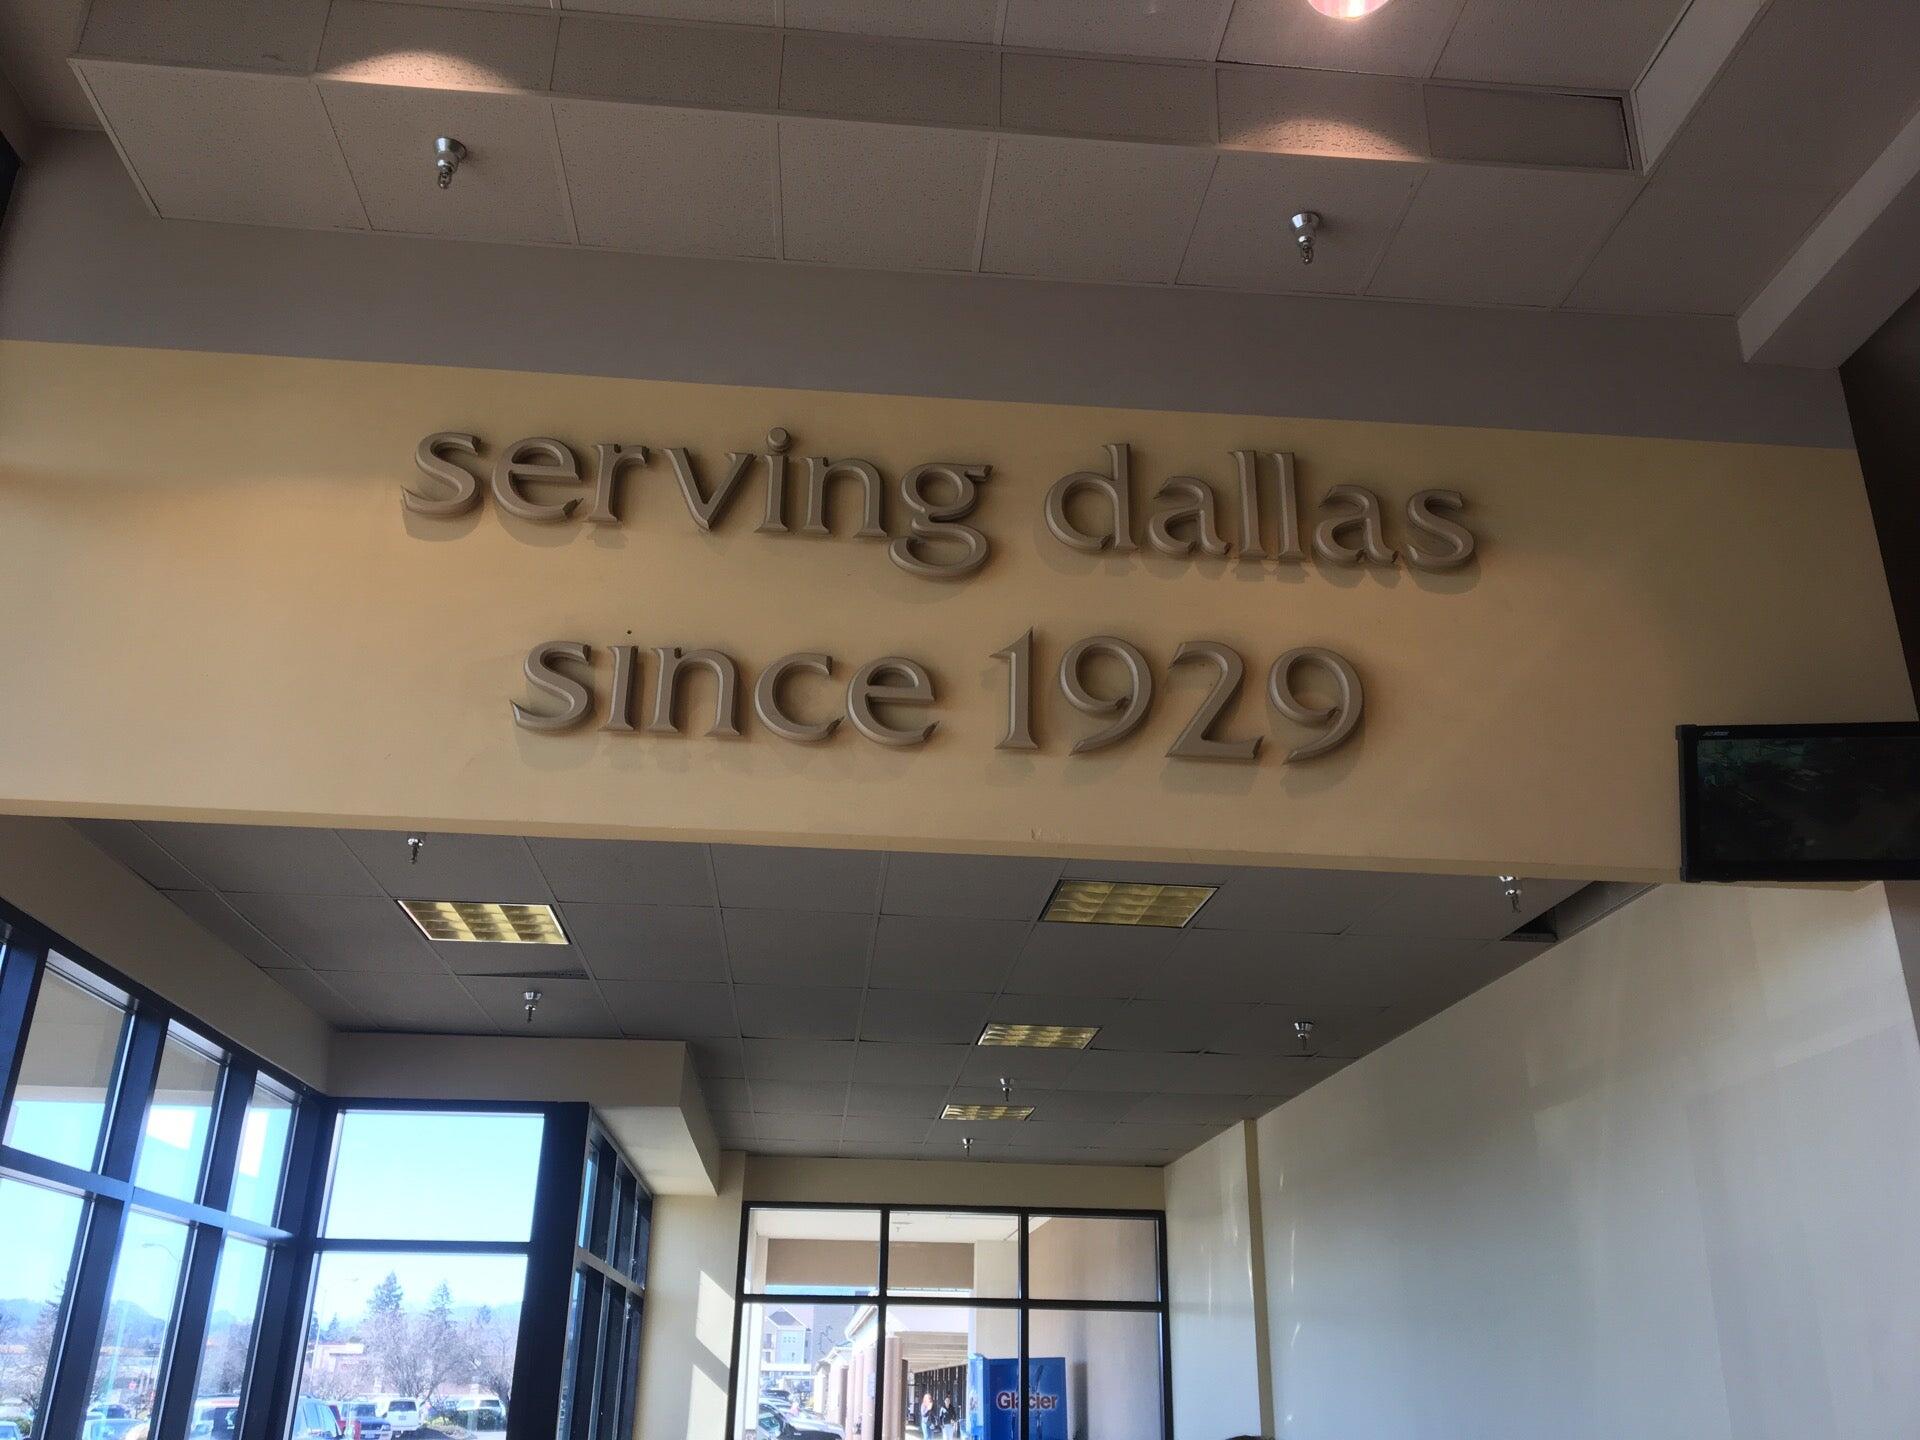 serving dallas
since 1929
Glacier